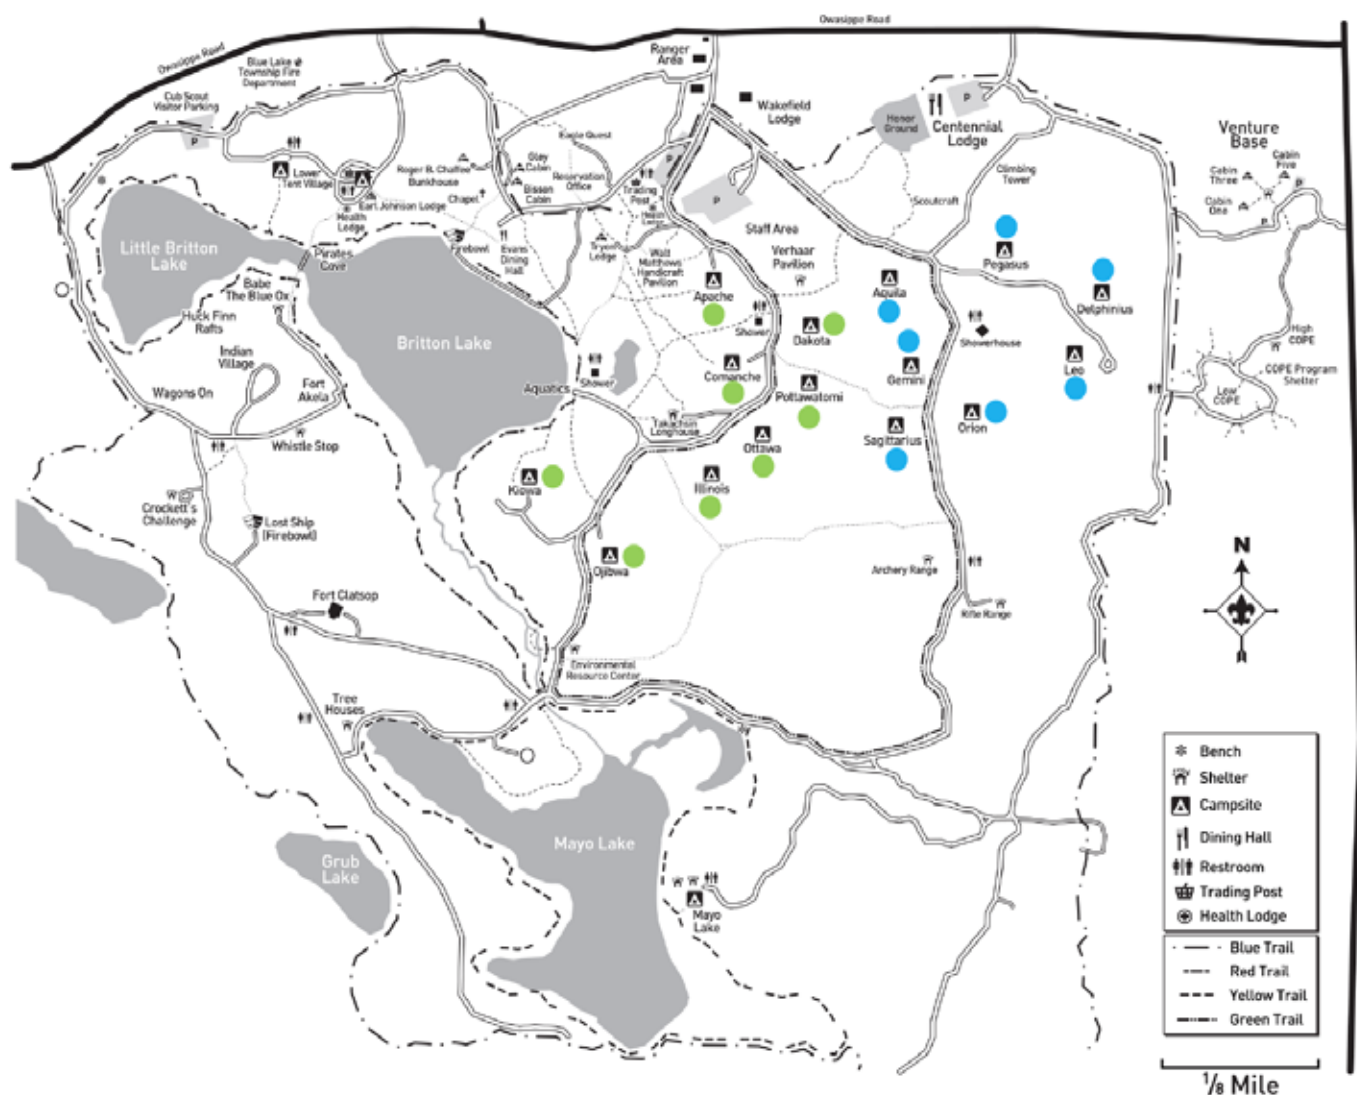 Owasippe Road
Owasippe Road
Blue Lake
Township Fire
Department
Cub Scout
Visitor Parking
P
Ranger
Area
Wakefield
Lodge
Honor
Ground
P
Centennial
Lodge
Venture
Base
Cabin
Five
Cabin
Three
Cabin
One
P
Eagle Quest
Lower
Tent Village
Roger B. Chaffee
Bunkhouse
Gley
Cabin
Bissen
Cabin
Reservation
Office
P
Trading
Post
Health
Lodge
P
Climbing
Tower
Scoutcraft
Earl Johnson Lodge
Health
Lodge
Chapel
Firebowl
Evans
Dining
Hall
Bryan
Lodge
Walt
Matthews
Handicraft
Pavilion
Staff Area
Verhaar
Pavilion
Pegasus
Little Britton
Lake
Pirates
Cove
Babe
The Blue Ox
Huck Finn
Rafts
Apache
Aquila
Delphinius
Britton Lake
Indian
Village
Shower
Dakota
Showerhouse
High
COPE
Wagons On
Fort
Akela
Aquatics
Shower
Comanche
Pottawatomi
Gemini
Leo
COPE Program
Shelter
Low
COPE
Whistle Stop
Takachsin
Longhouse
Ottawa
Sagittarius
Orion
Crockett's
Challenge
Kiowa
Illinois
Lost Ship
(Firebowl)
Ojibwa
Archery Range
N
Fort Clatsop
Rifle Range
Environmental
Resource Center
Tree
Houses
Grub
Lake
Mayo Lake
Mayo
Lake
Bench
Shelter
Campsite
Dining Hall
Restroom
Trading Post
Health Lodge
Blue Trail
Red Trail
Yellow Trail
Green Trail
1/8 Mile